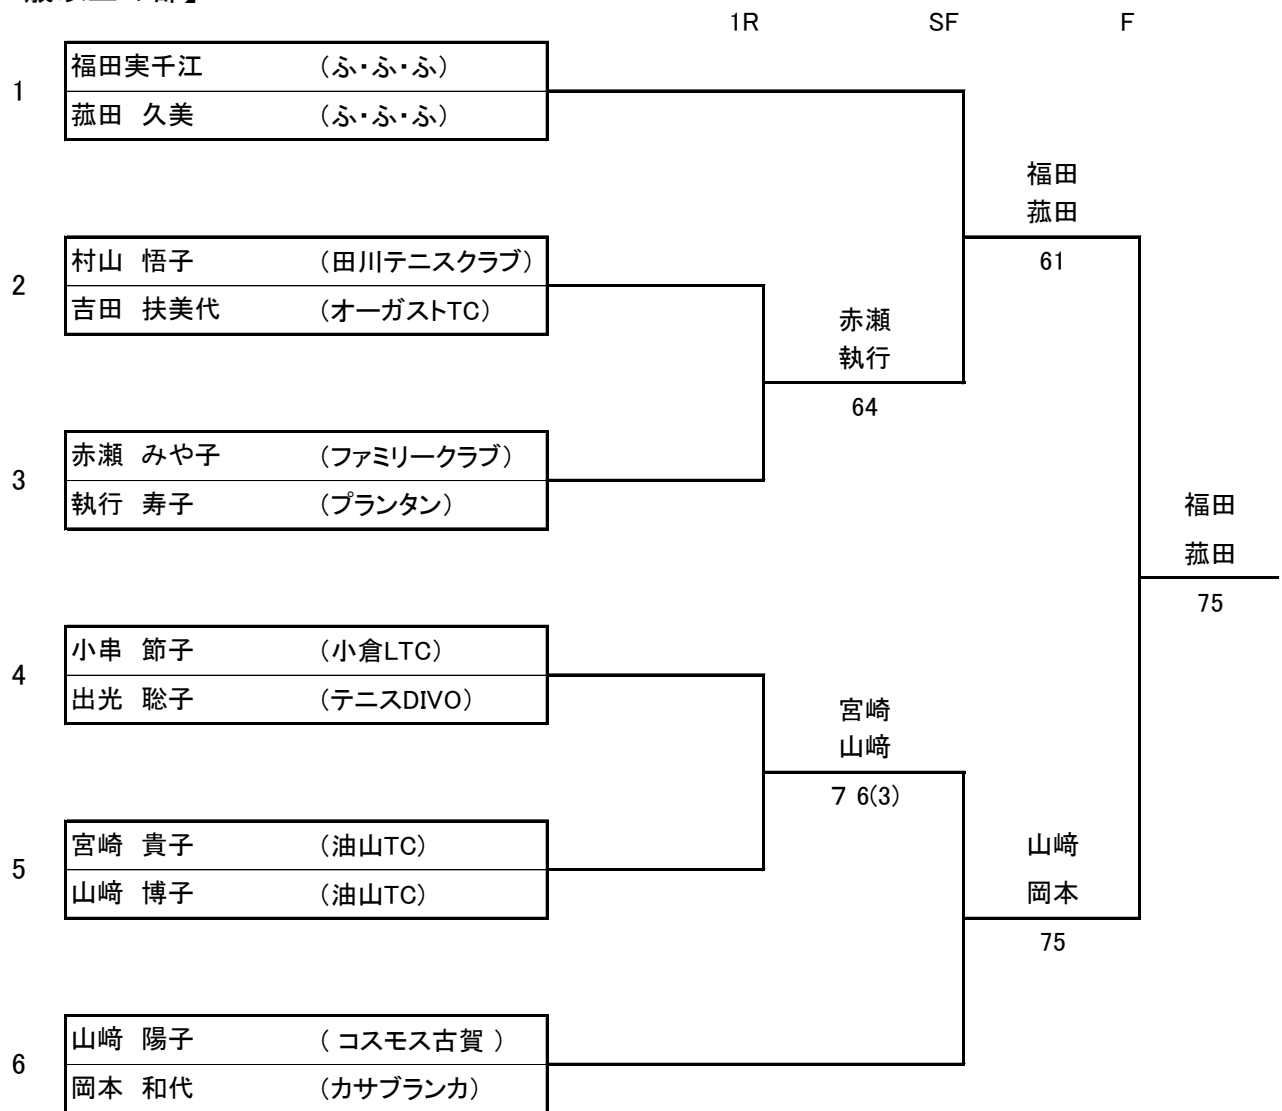 1R SF F
1
福田実千江 (ふ・ふ・ふ)
菰田 久美 (ふ・ふ・ふ)
福田
菰田
61
2
村山 悟子 (田川テニスクラブ)
吉田 扶美代 (オーガストTC)
赤瀬
執行
64
3
赤瀬 みや子 (ファミリークラブ)
執行 寿子 (プランタン)
福田
菰田
75
4
小串 節子 (小倉LTC)
出光 聡子 (テニスDIVO)
宮崎
山﨑
7 6(3)
5
宮崎 貴子 (油山TC)
山﨑 博子 (油山TC)
山﨑
岡本
75
6
山﨑 陽子 ( コスモス古賀 )
岡本 和代 (カサブランカ)